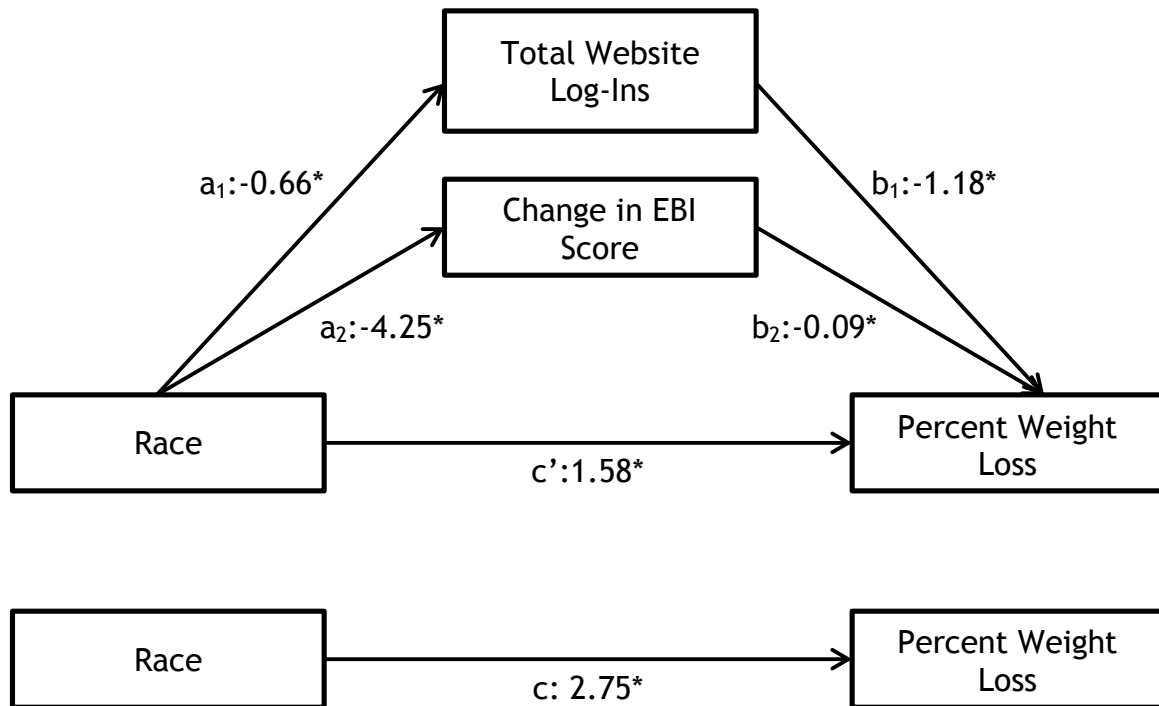 Total Website
Log-Ins
a₁:-0.66*
b₁:-1.18*
Change in EBI
Score
a₂:-4.25*
b₂:-0.09*
Race
c’:1.58*
Percent Weight
Loss
Race
c: 2.75*
Percent Weight
Loss